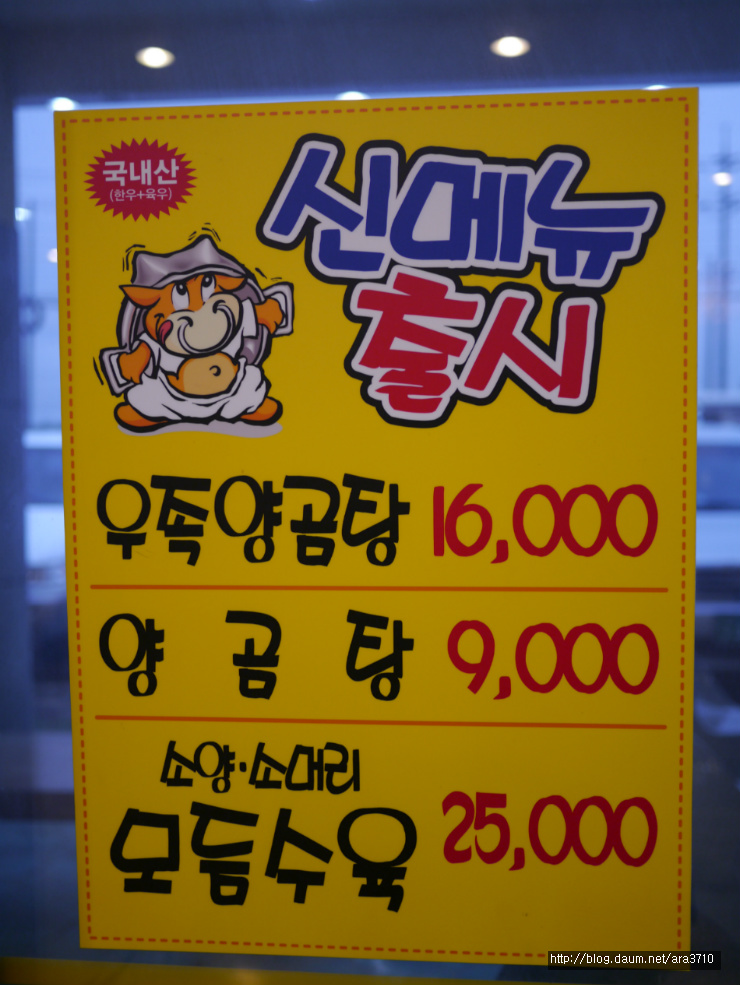 국내산
(한우+육우)
신메뉴
출시
우족양곰탕 16,000
양 곰 탕 9,000
소양·소머리
모듬수육 25,000
http://blog.daum.net/ara3710